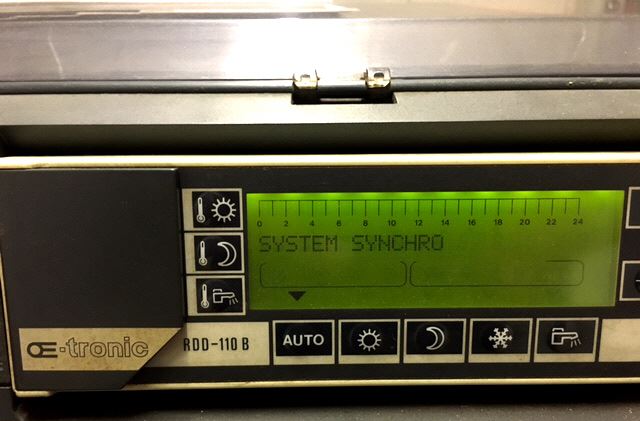 0 2 4 6 8 10 12 14 16 18 20 22 24
SYSTEM SYNCHRO
OE-tronic
RDD-110 B
AUTO